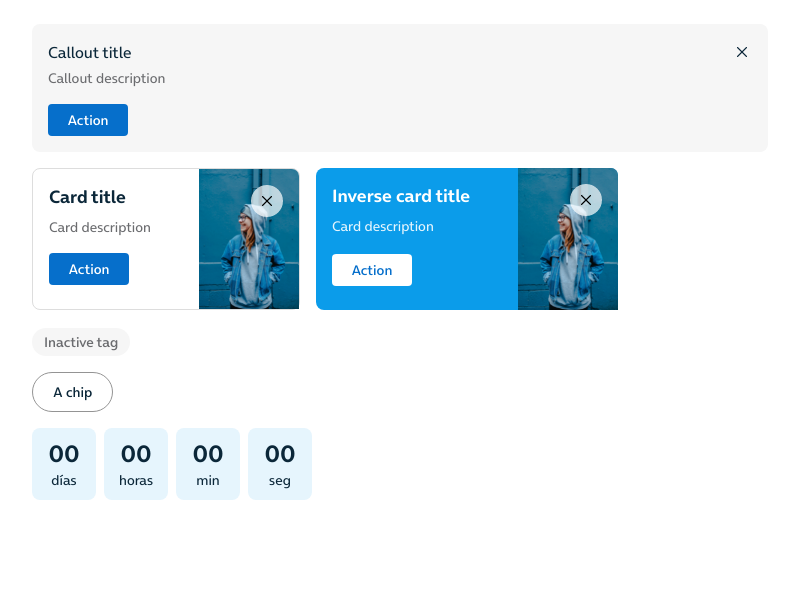 Callout title
Callout description
Action
Card title
Card description
Action
Inverse card title
Card description
Action
Inactive tag
A chip
00 00 00 00
días horas min seg